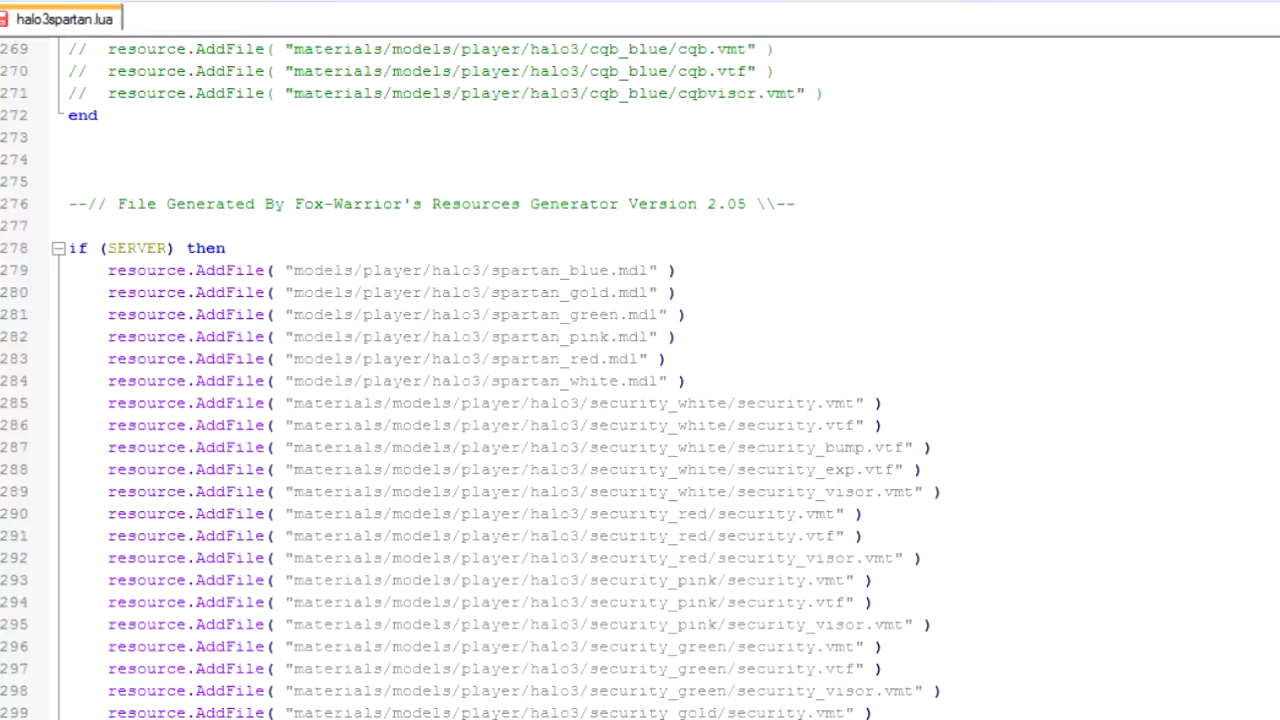 halo3spartan.lua
269 // resource.AddFile( "materials/models/player/halo3/cqb_blue/cqb.vmt" )
270 // resource.AddFile( "materials/models/player/halo3/cqb_blue/cqb.vtf" )
271 // resource.AddFile( "materials/models/player/halo3/cqb_blue/cqbvisor.vmt" )
272 end
273
274
275
276 --// File Generated By Fox-Warrior's Resources Generator Version 2.05 \\--
277
278 if (SERVER) then
279 resource.AddFile( "models/player/halo3/spartan_blue.mdl" )
280 resource.AddFile( "models/player/halo3/spartan_gold.mdl" )
281 resource.AddFile( "models/player/halo3/spartan_green.mdl" )
282 resource.AddFile( "models/player/halo3/spartan_pink.mdl" )
283 resource.AddFile( "models/player/halo3/spartan_red.mdl" )
284 resource.AddFile( "models/player/halo3/spartan_white.mdl" )
285 resource.AddFile( "materials/models/player/halo3/security_white/security.vmt" )
286 resource.AddFile( "materials/models/player/halo3/security_white/security.vtf" )
287 resource.AddFile( "materials/models/player/halo3/security_white/security_bump.vtf" )
288 resource.AddFile( "materials/models/player/halo3/security_white/security_exp.vtf" )
289 resource.AddFile( "materials/models/player/halo3/security_white/security_visor.vmt" )
290 resource.AddFile( "materials/models/player/halo3/security_red/security.vmt" )
291 resource.AddFile( "materials/models/player/halo3/security_red/security.vtf" )
292 resource.AddFile( "materials/models/player/halo3/security_red/security_visor.vmt" )
293 resource.AddFile( "materials/models/player/halo3/security_pink/security.vmt" )
294 resource.AddFile( "materials/models/player/halo3/security_pink/security.vtf" )
295 resource.AddFile( "materials/models/player/halo3/security_pink/security_visor.vmt" )
296 resource.AddFile( "materials/models/player/halo3/security_green/security.vmt" )
297 resource.AddFile( "materials/models/player/halo3/security_green/security.vtf" )
298 resource.AddFile( "materials/models/player/halo3/security_green/security_visor.vmt" )
299 resource.AddFile( "materials/models/player/halo3/security_gold/security.vmt" )